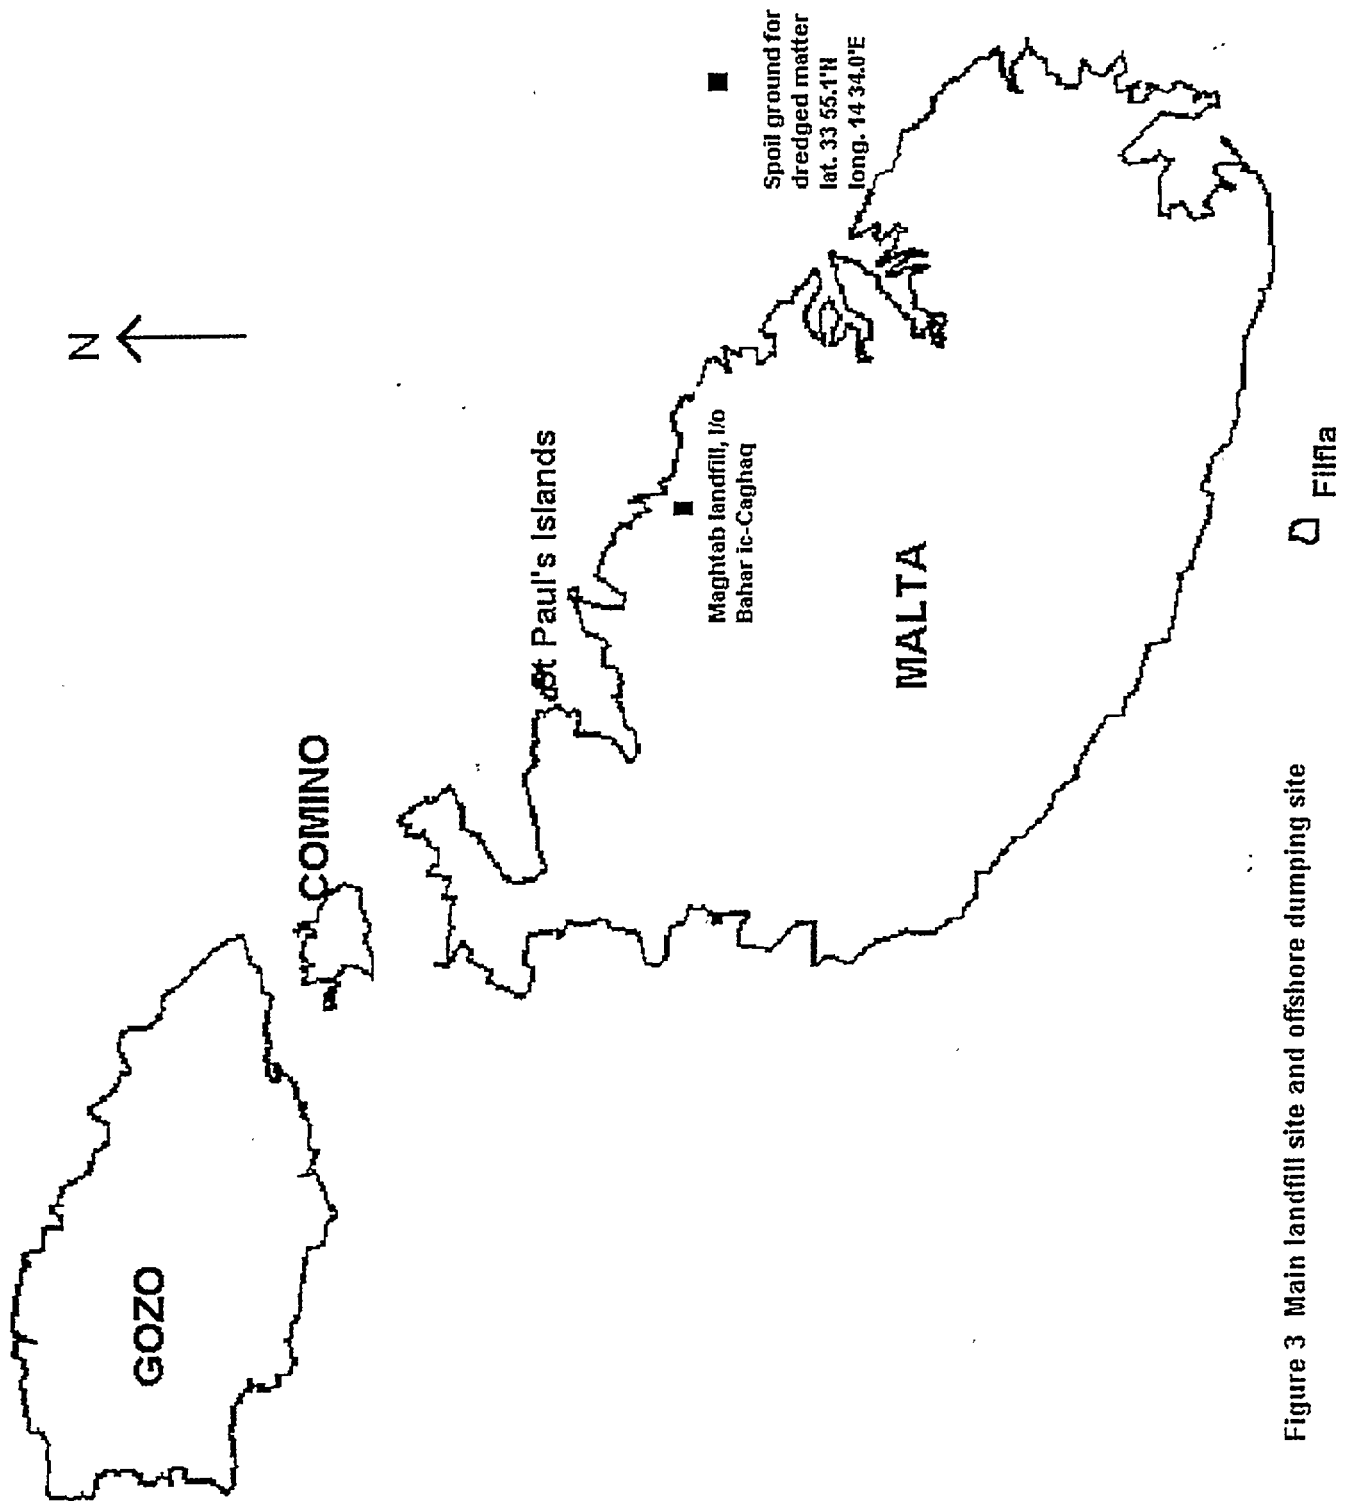 N
GOZO
COMINO
St Paul's Islands
Maghtab landfill, l/o
Bahar ic-Caghaq
Spoil ground for
dredged matter
lat. 33 55.1'N
long. 14 34.0'E
MALTA
Filfla
Figure 3 Main landfill site and offshore dumping site